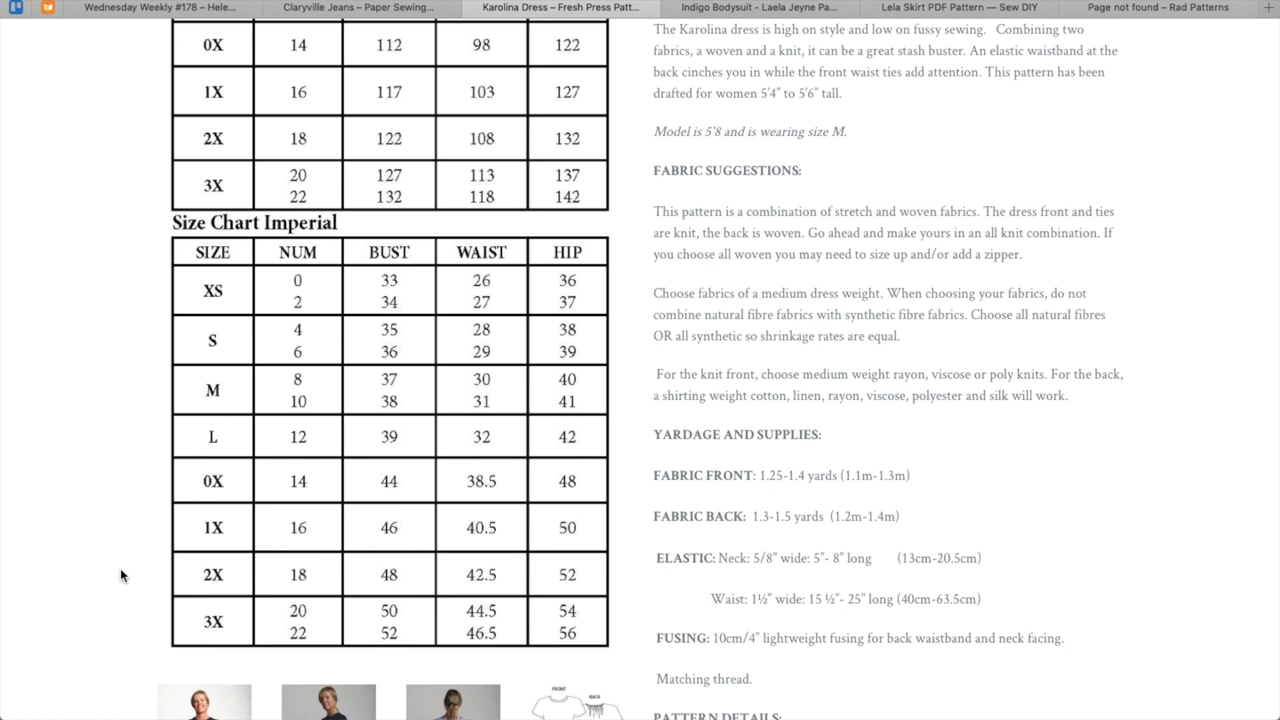 Wednesday Weekly #178 – Hele...
Claryville Jeans – Paper Sewing...
Karolina Dress – Fresh Press Patt...
Indigo Bodysuit - Laela Jeyne Pa...
Lela Skirt PDF Pattern — Sew DIY
Page not found – Rad Patterns
0X 14 112 98 122
1X 16 117 103 127
2X 18 122 108 132
3X 20 127 113 137
22 132 118 142
Size Chart Imperial
SIZE NUM BUST WAIST HIP
XS 0 33 26 36
2 34 27 37
S 4 35 28 38
6 36 29 39
M 8 37 30 40
10 38 31 41
L 12 39 32 42
0X 14 44 38.5 48
1X 16 46 40.5 50
2X 18 48 42.5 52
3X 20 50 44.5 54
22 52 46.5 56
FRONT
BACK
The Karolina dress is high on style and low on fussy sewing. Combining two
fabrics, a woven and a knit, it can be a great stash buster. An elastic waistband at the
back cinches you in while the front waist ties add attention. This pattern has been
drafted for women 5'4" to 5'6" tall.
Model is 5'8 and is wearing size M.
FABRIC SUGGESTIONS:
This pattern is a combination of stretch and woven fabrics. The dress front and ties
are knit, the back is woven. Go ahead and make yours in an all knit combination. If
you choose all woven you may need to size up and/or add a zipper.
Choose fabrics of a medium dress weight. When choosing your fabrics, do not
combine natural fibre fabrics with synthetic fibre fabrics. Choose all natural fibres
OR all synthetic so shrinkage rates are equal.
For the knit front, choose medium weight rayon, viscose or poly knits. For the back,
a shirting weight cotton, linen, rayon, viscose, polyester and silk will work.
YARDAGE AND SUPPLIES:
FABRIC FRONT: 1.25-1.4 yards (1.1m-1.3m)
FABRIC BACK: 1.3-1.5 yards (1.2m-1.4m)
ELASTIC: Neck: 5/8" wide: 5"- 8" long (13cm-20.5cm)
Waist: 1½" wide: 15 ½"- 25" long (40cm-63.5cm)
FUSING: 10cm/4" lightweight fusing for back waistband and neck facing.
Matching thread.
PATTERN DETAILS: